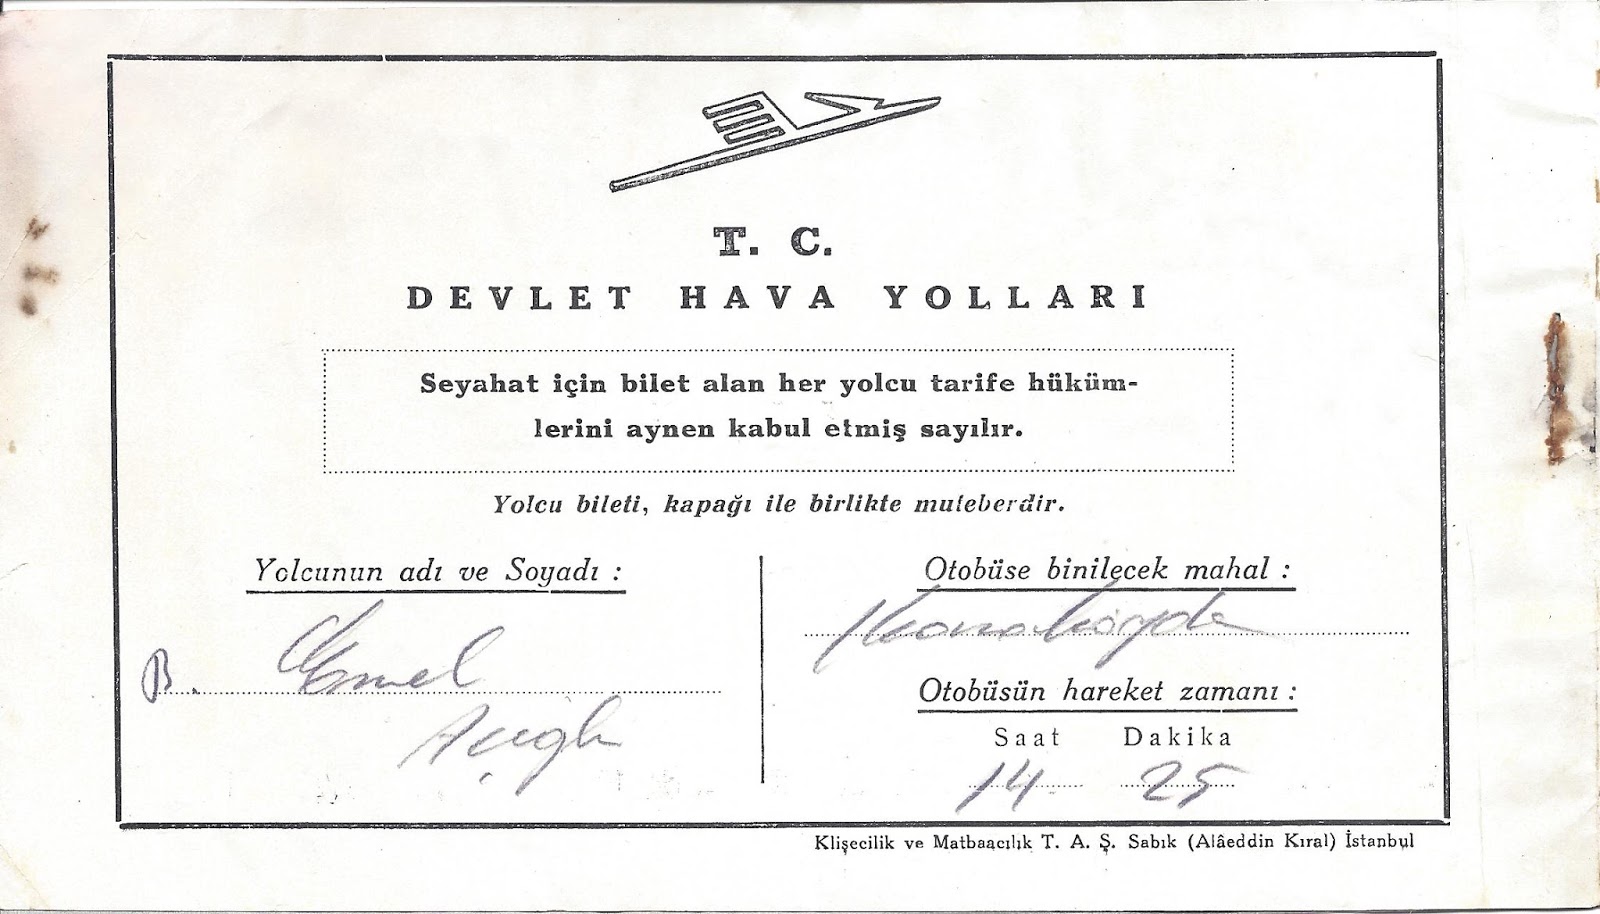 T. C.
DEVLET HAVA YOLLARI
Seyahat için bilet alan her yolcu tarife hüküm-
lerini aynen kabul etmiş sayılır.
Yolcu bileti, kapağı ile birlikte muteberdir.
Yolcunun adı ve Soyadı :
B.
Otobüse binilecek mahal :
Karaköyde
Otobüsün hareket zamanı :
Saat Dakika
14 25
Klişecilik ve Matbaacılık T. A. Ş. Sabık (Alâeddin Kıral) İstanbul